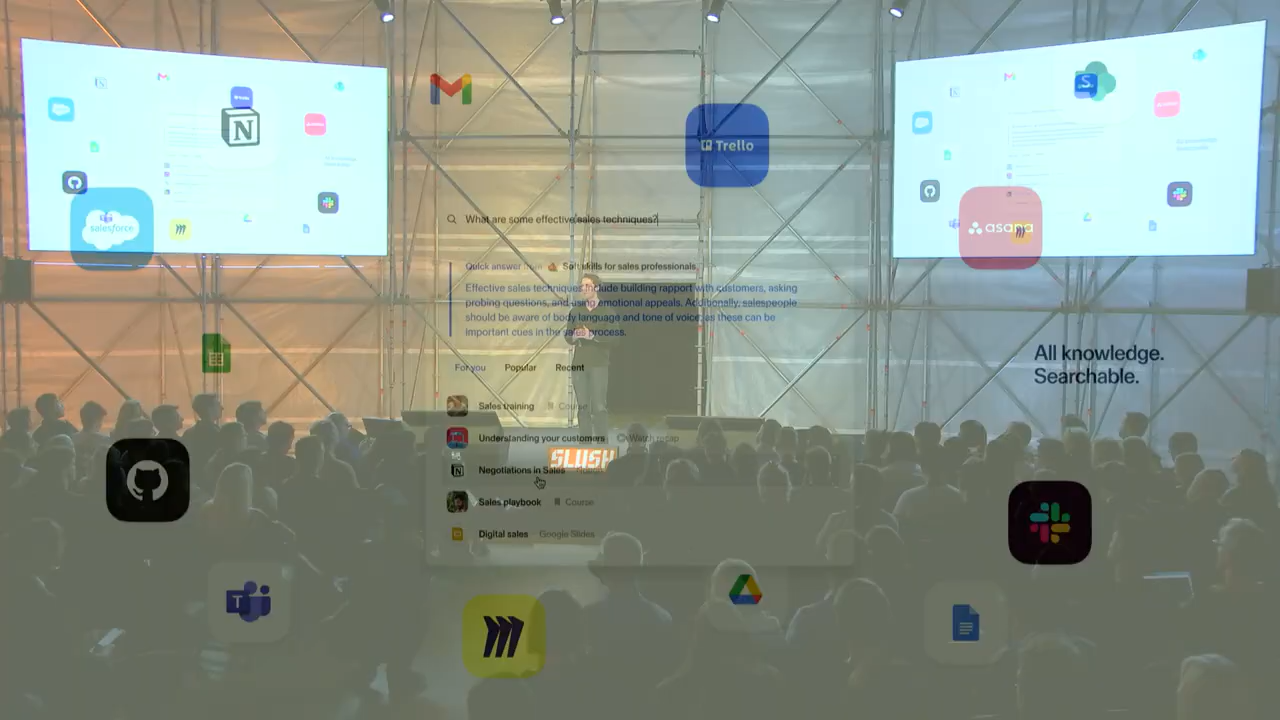 Trello
What are some effective sales techniques?
salesforce
asana
Quick answer from Soft skills for sales professionals
Effective sales techniques include building rapport with customers, asking
probing questions, and using emotional appeals. Additionally, salespeople
should be aware of body language and tone of voice, as these can be
important cues in the sales process.
All knowledge.
Searchable.
For you Popular Recent
Sales training Course
Understanding your customers Watch recap
SLUSH
Negotiations in Sales
Sales playbook Course
Digital sales Google Slides